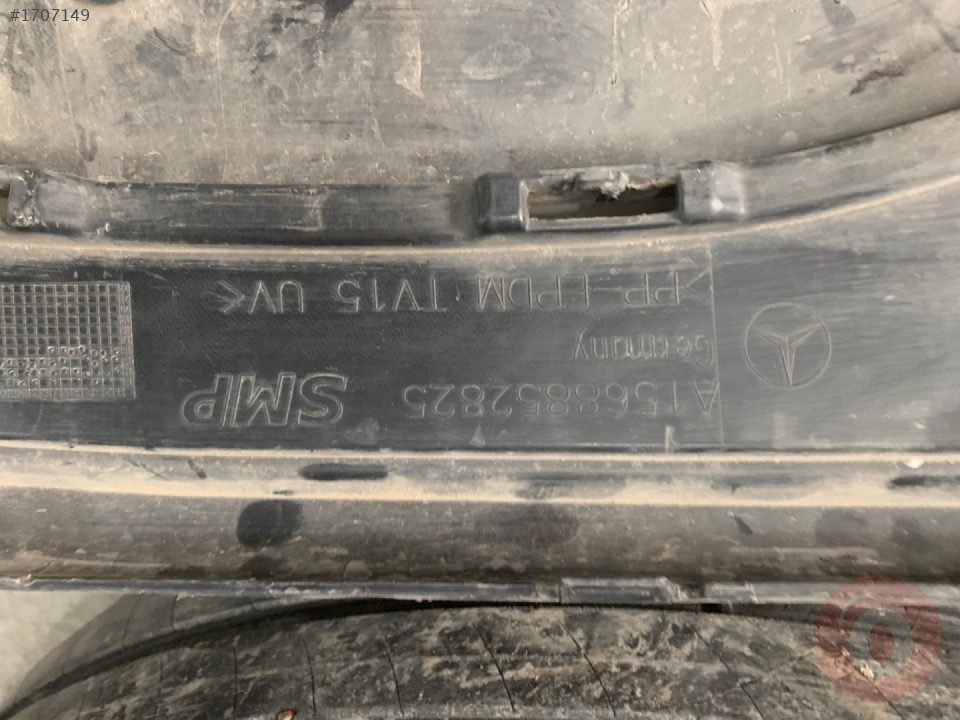 #1707149
A1568852825 SMP
Germany
>PP EPDM TV15 UV<